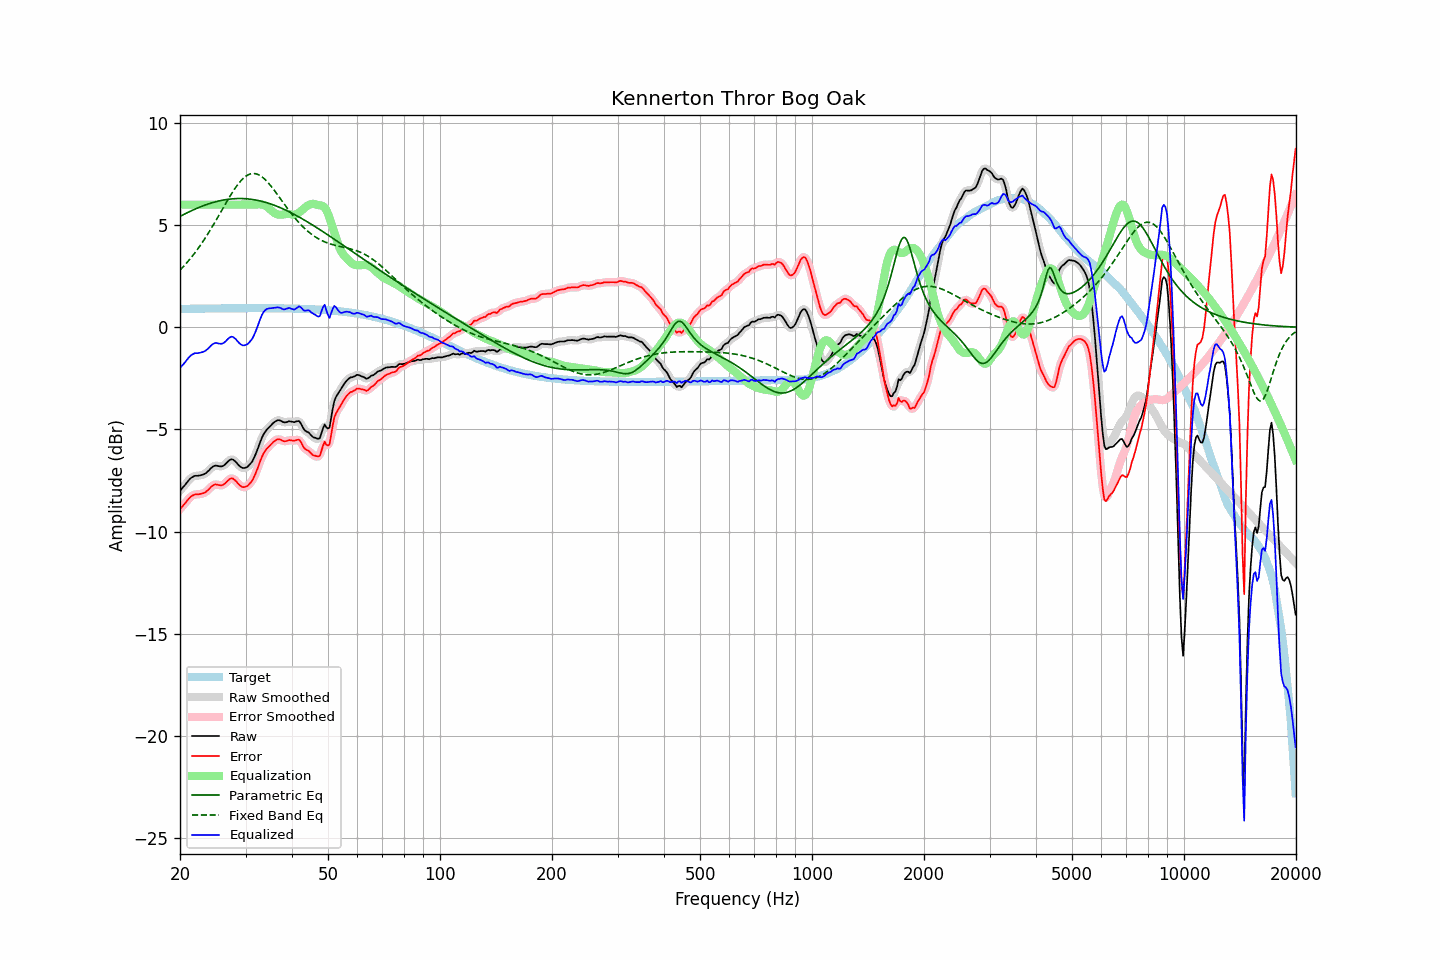 Kennerton Thror Bog Oak
10
5
0
−5
−10
−15
−20
−25
Amplitude (dBr)
Target
Raw Smoothed
Error Smoothed
Raw
Error
Equalization
Parametric Eq
Fixed Band Eq
Equalized
20 50 100 200 500 1000 2000 5000 10000 20000
Frequency (Hz)